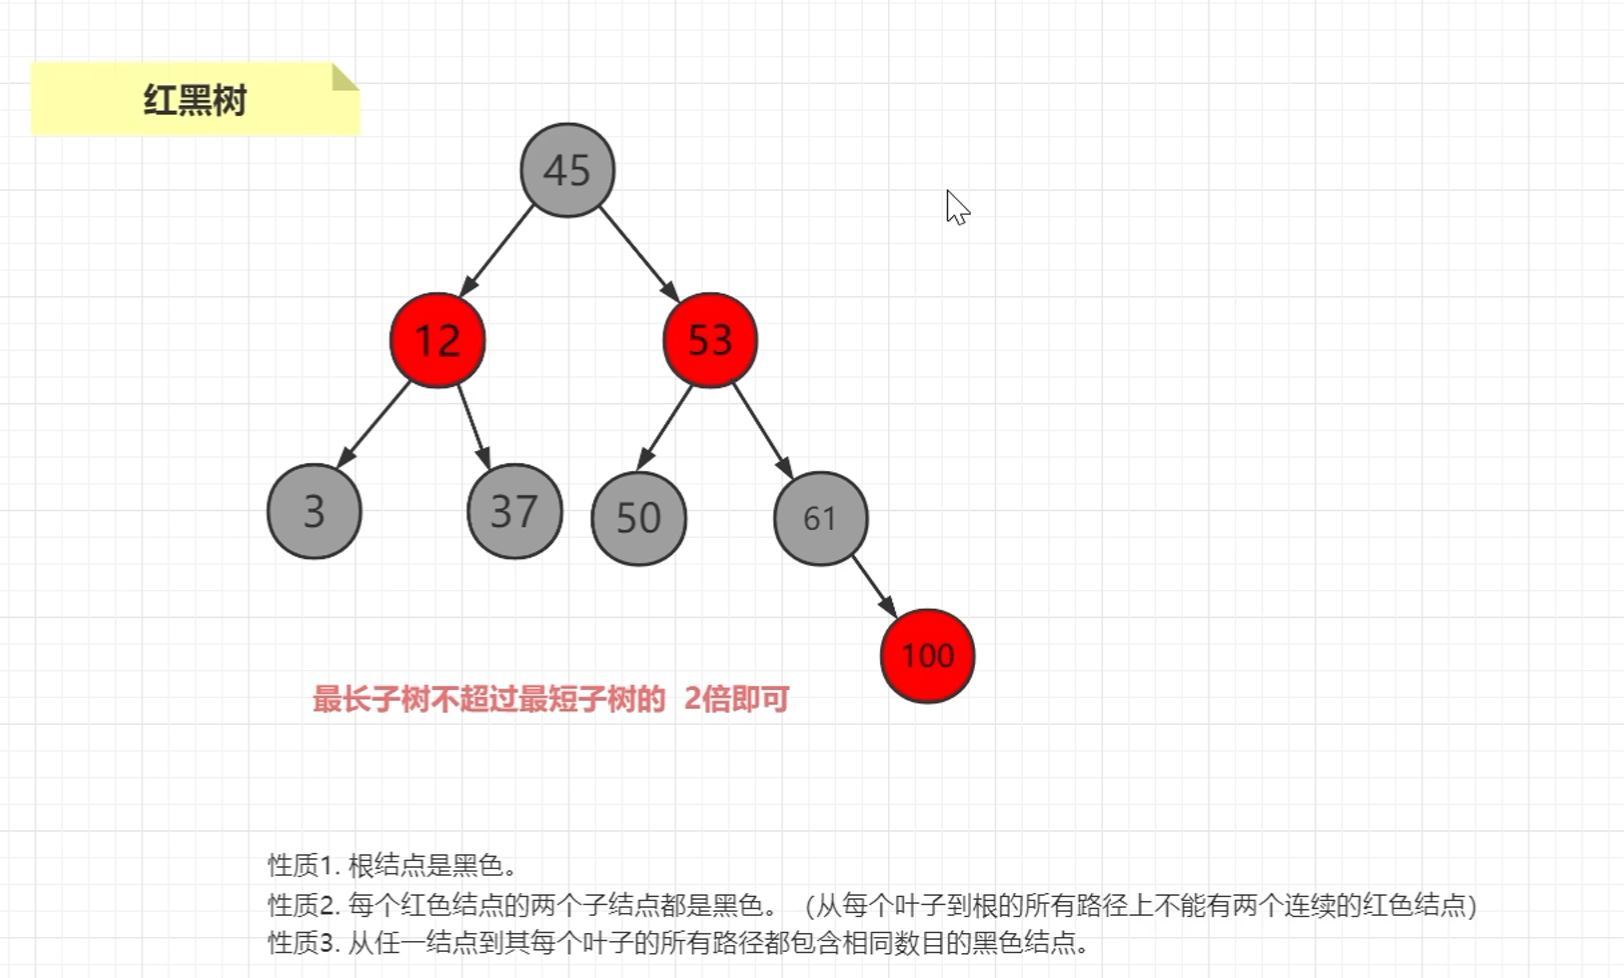 红黑树
45
12
53
3
37
50
61
100
最长子树不超过最短子树的 2倍即可
性质1. 根结点是黑色。
性质2. 每个红色结点的两个子结点都是黑色。（从每个叶子到根的所有路径上不能有两个连续的红色结点）
性质3. 从任一结点到其每个叶子的所有路径都包含相同数目的黑色结点。